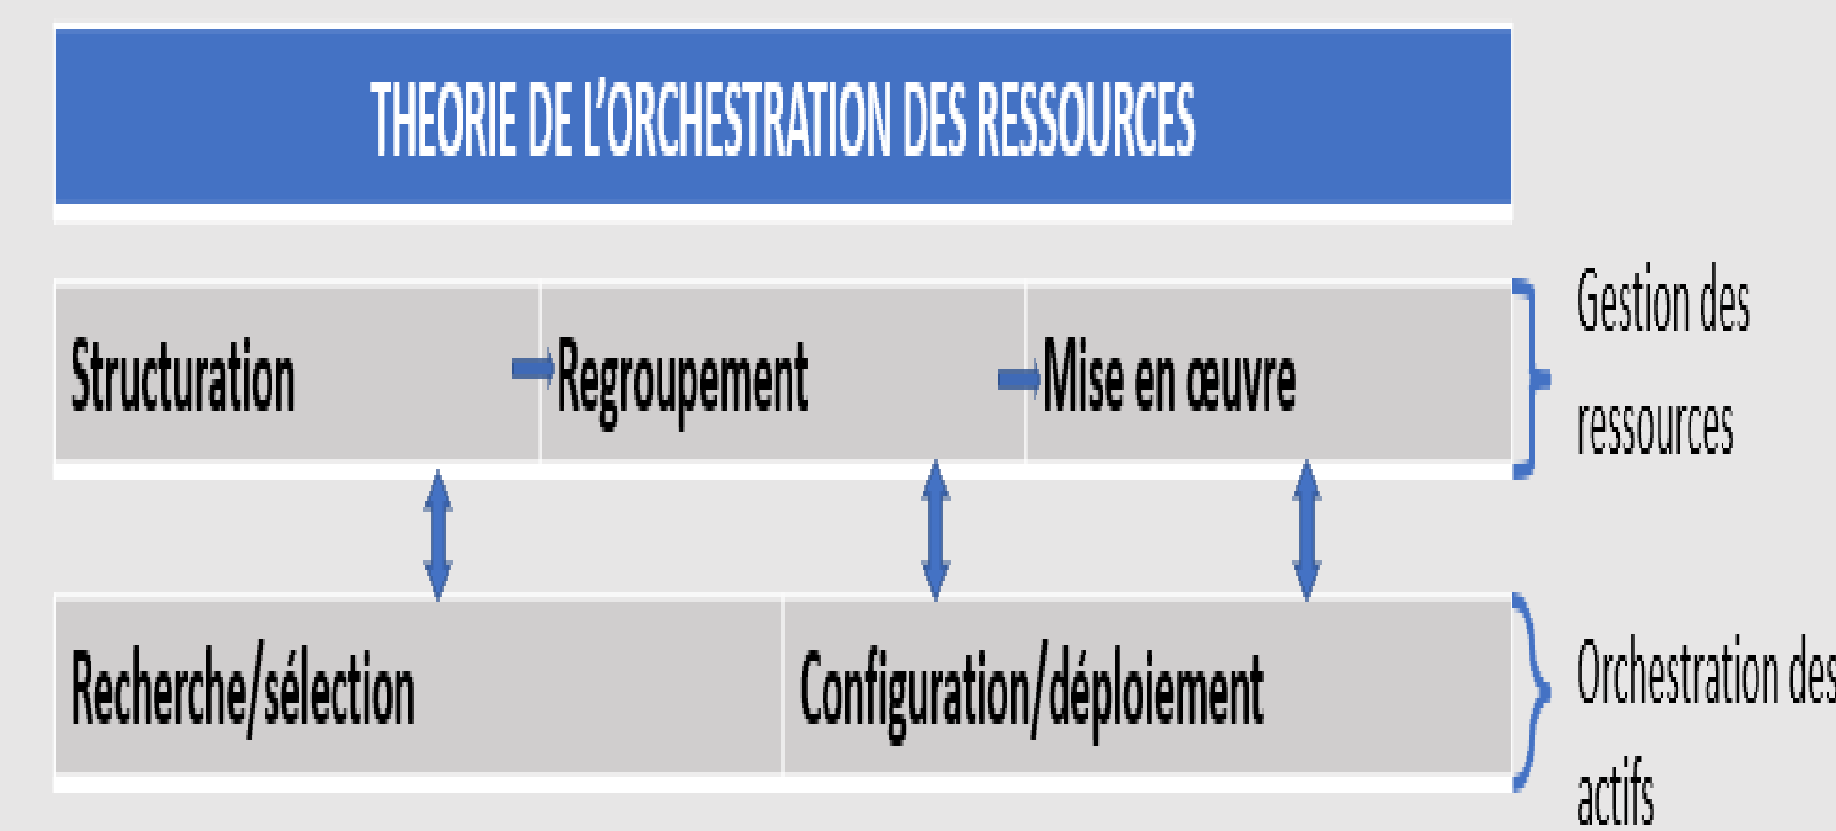 THEORIE DE L’ORCHESTRATION DES RESSOURCES
Structuration
Regroupement
Mise en œuvre
Gestion des
ressources
Recherche/sélection
Configuration/déploiement
Orchestration des
actifs